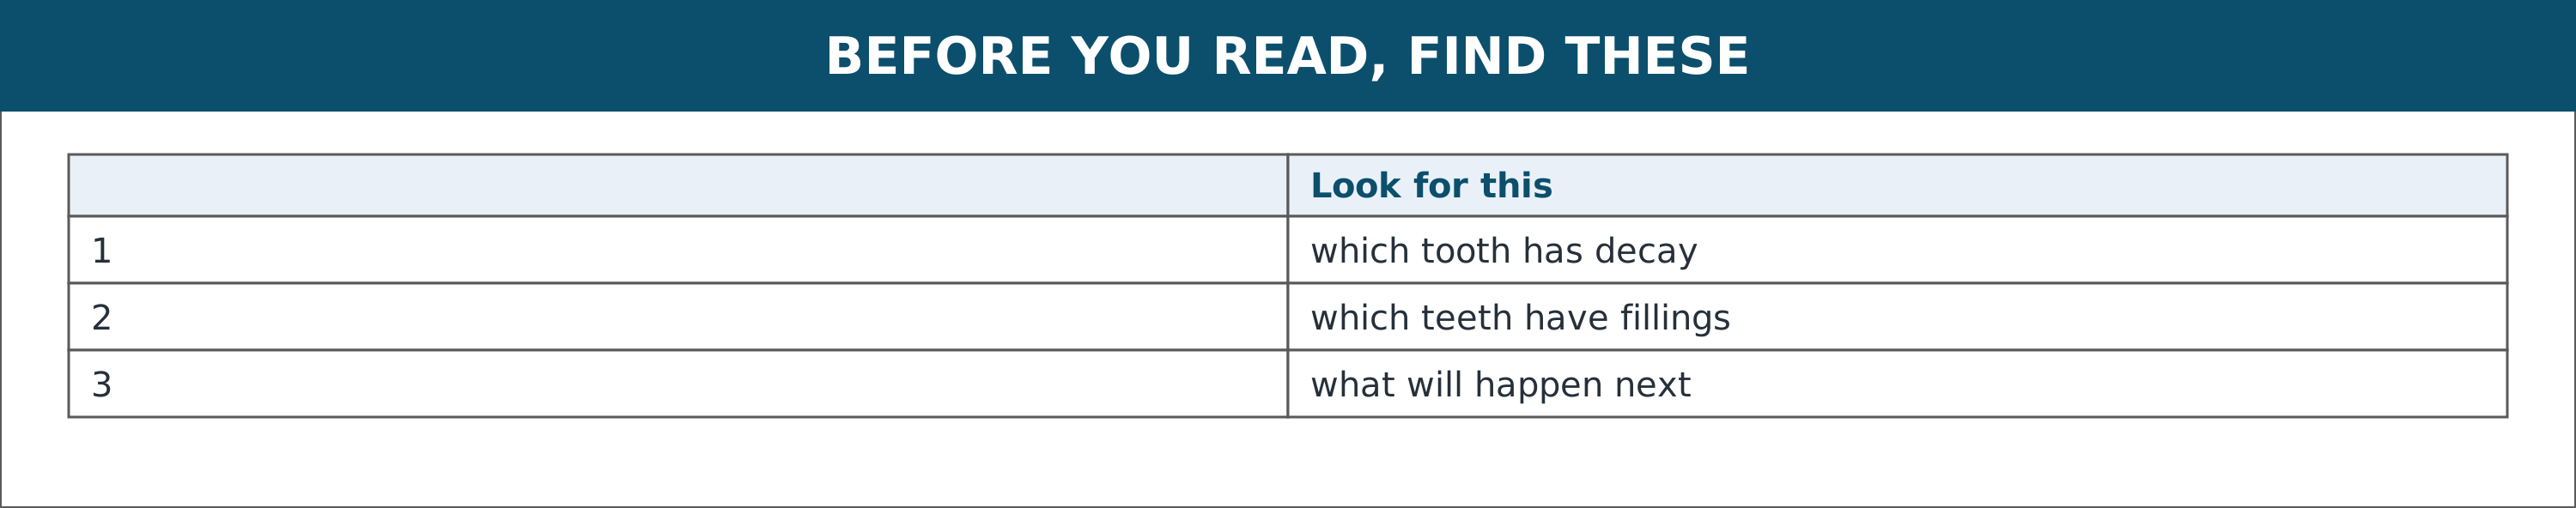 BEFORE YOU READ, FIND THESE
Look for this
1 which tooth has decay
2 which teeth have fillings
3 what will happen next